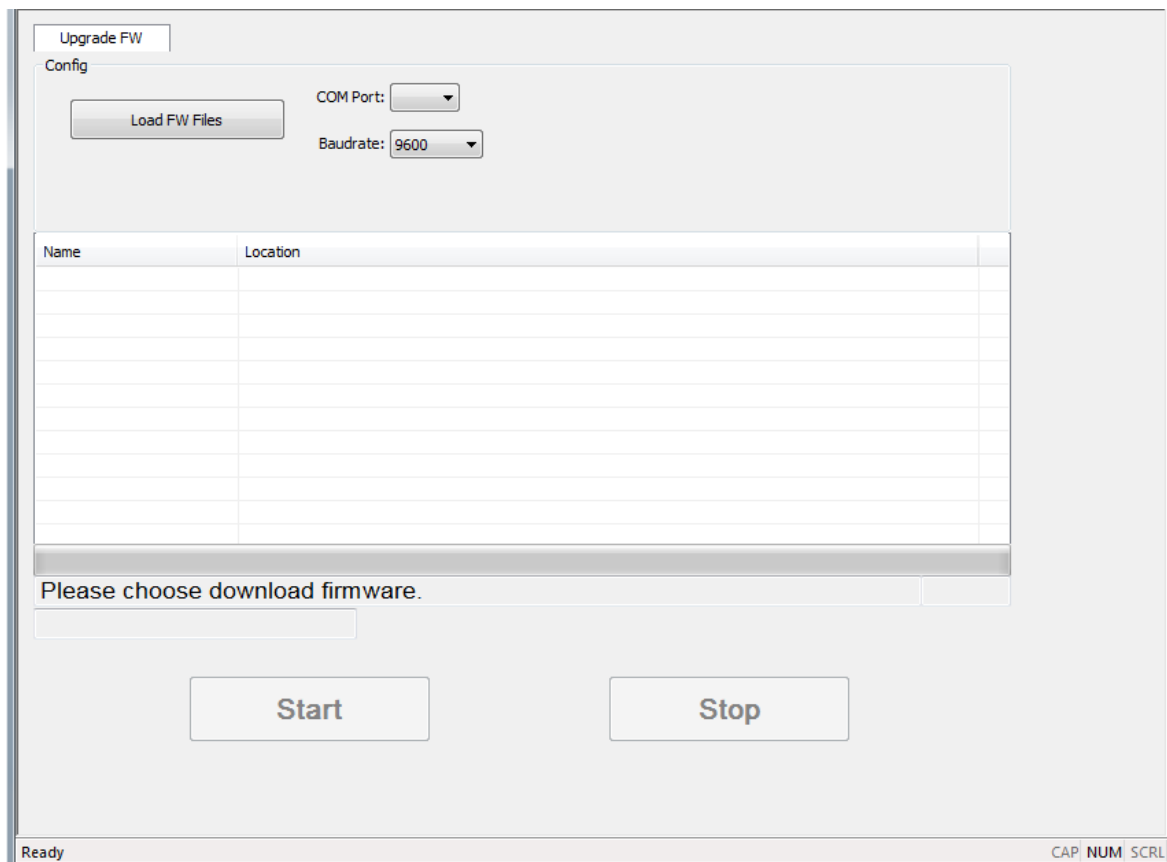 Upgrade FW
Config
Load FW Files
COM Port:
Baudrate: 9600
Name Location
Please choose download firmware.
Start Stop
Ready CAP NUM SCRL